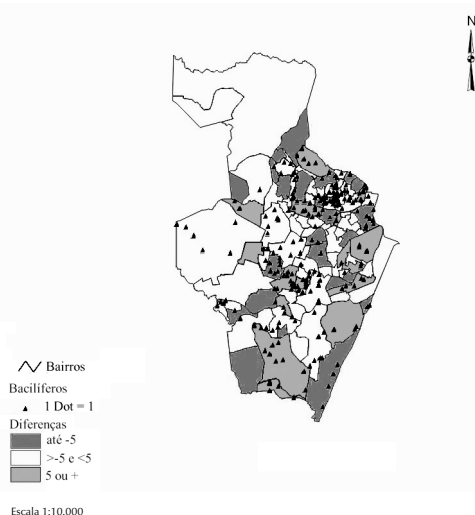 N
Bairros
Bacilíferos
1 Dot = 1
Diferenças
até -5
>-5 e <5
5 ou +
Escala 1:10.000